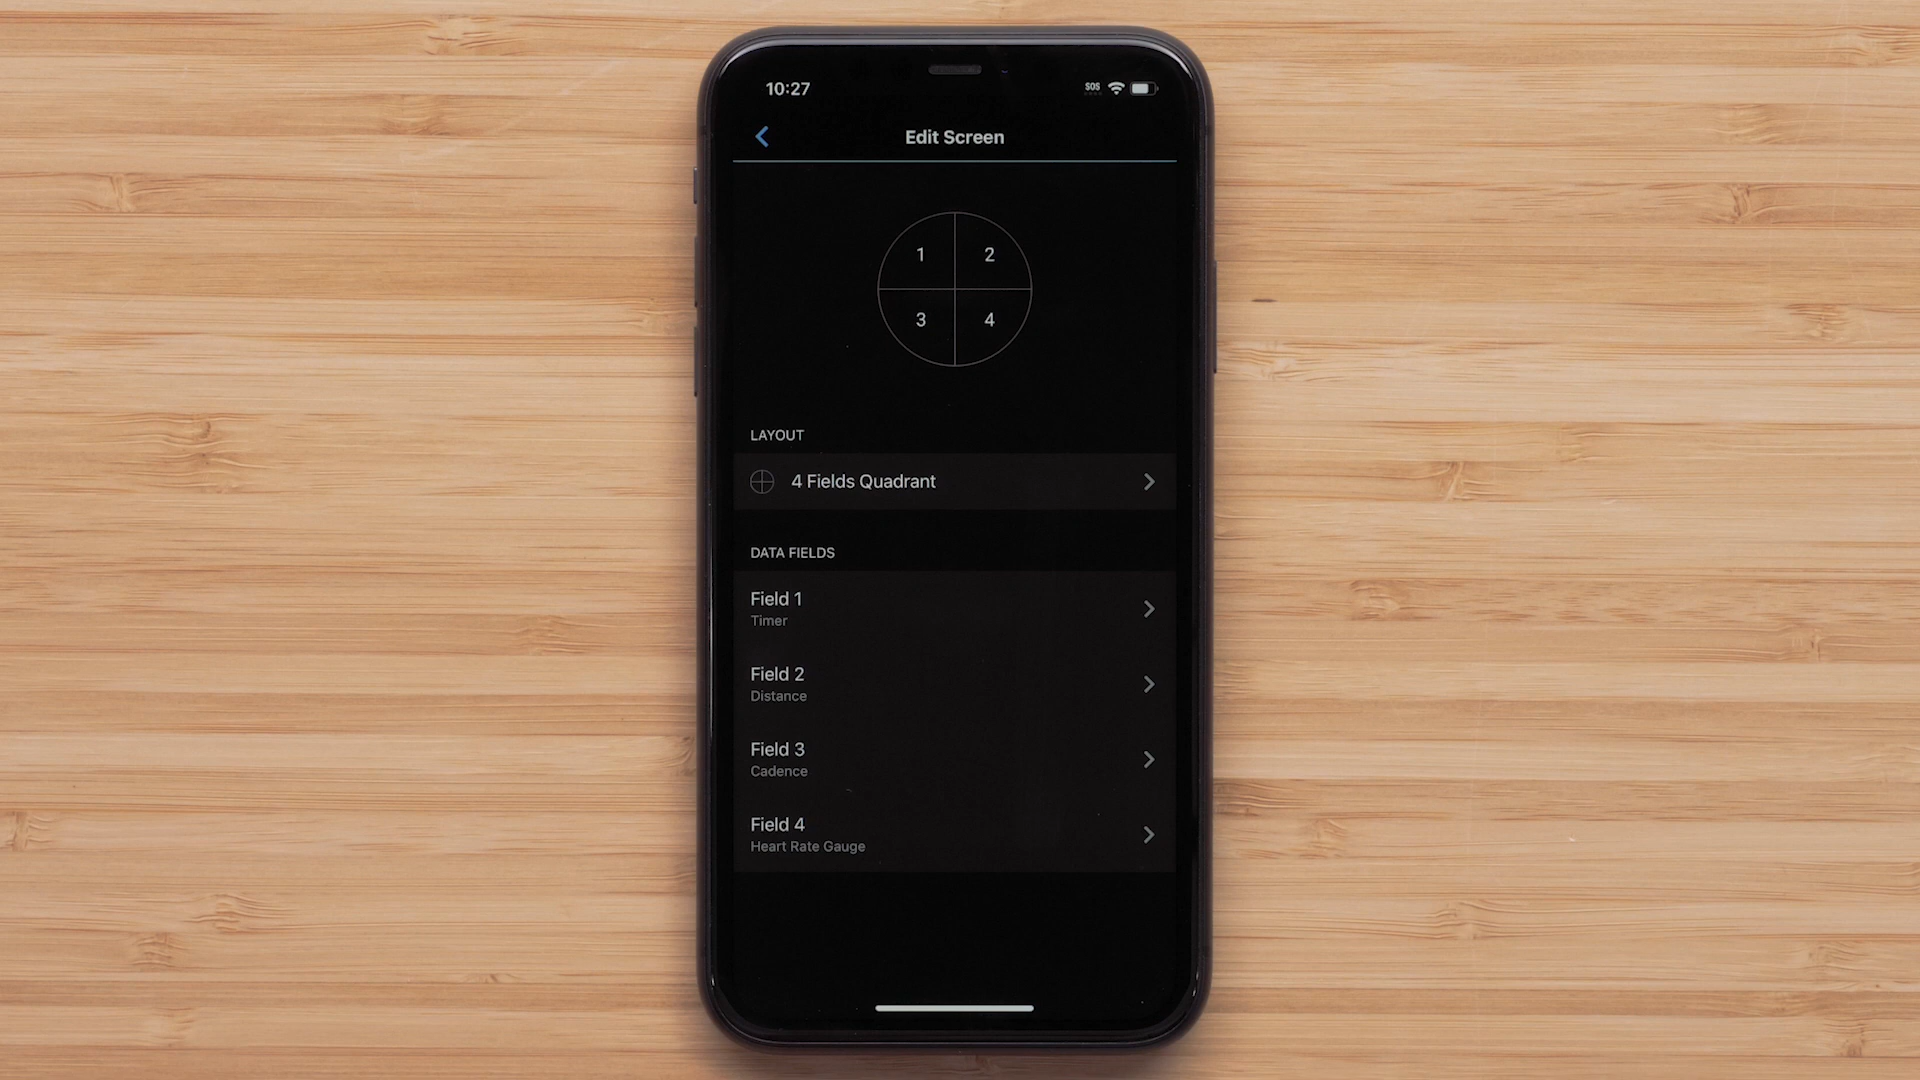 10:27
SOS
Edit Screen
1 2
3 4
LAYOUT
4 Fields Quadrant
DATA FIELDS
Field 1
Timer
Field 2
Distance
Field 3
Cadence
Field 4
Heart Rate Gauge